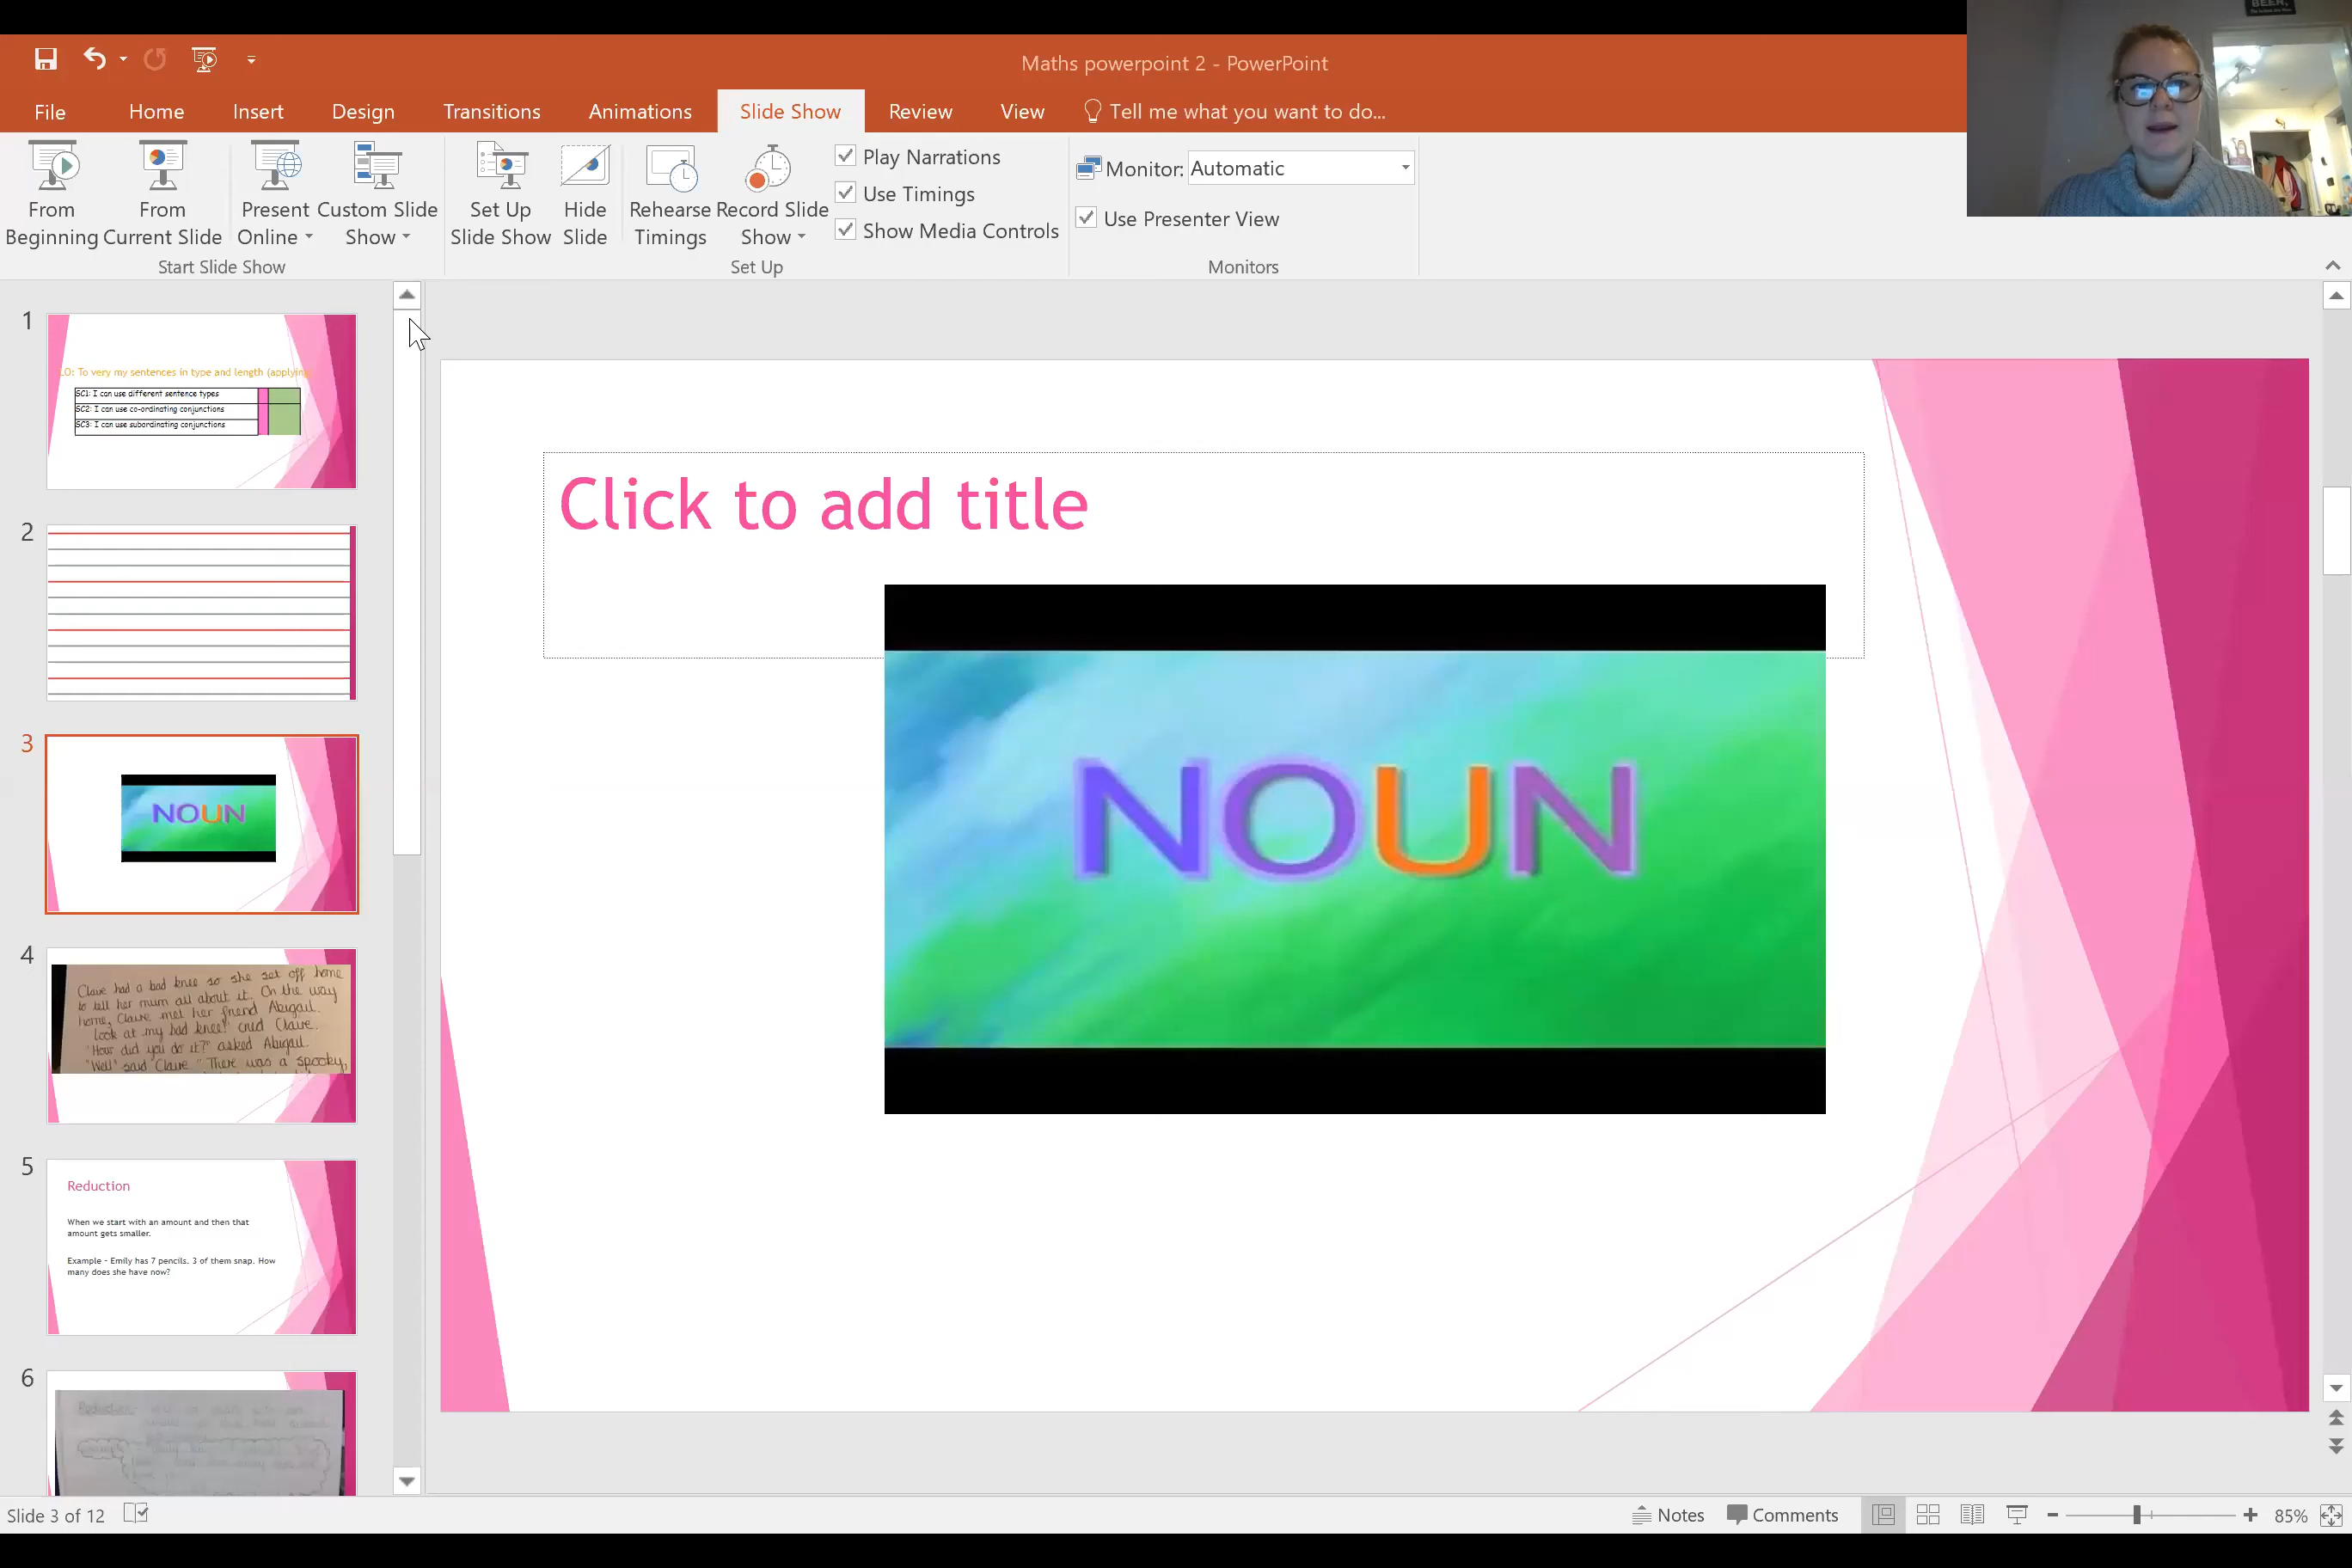 BEER,
Maths powerpoint 2 - PowerPoint
File Home Insert Design Transitions Animations Slide Show Review View Tell me what you want to do...
From Beginning
From Current Slide
Present Online
Custom Slide Show
Set Up Slide Show
Hide Slide
Rehearse Timings
Record Slide Show
Play Narrations
Use Timings
Show Media Controls
Monitor: Automatic
Use Presenter View
Start Slide Show
Set Up
Monitors
1
LO: To very my sentences in type and length (applying)
SC1: I can use different sentence types
SC2: I can use co-ordinating conjunctions
SC3: I can use subordinating conjunctions
2
3
NOUN
4
Claire had a bad knee so she set off home
to tell her mum all about it. On the way
home, Claire met her friend Abigail.
Look at my bad knee!" cried Claire.
"How did you do it?" asked Abigail.
"Well" said Claire "There was a spooky,
5
Reduction
When we start with an amount and then that
amount gets smaller.
Example - Emily has 7 pencils. 3 of them snap. How
many does she have now?
6
Click to add title
NOUN
Slide 3 of 12
Notes
Comments
85%